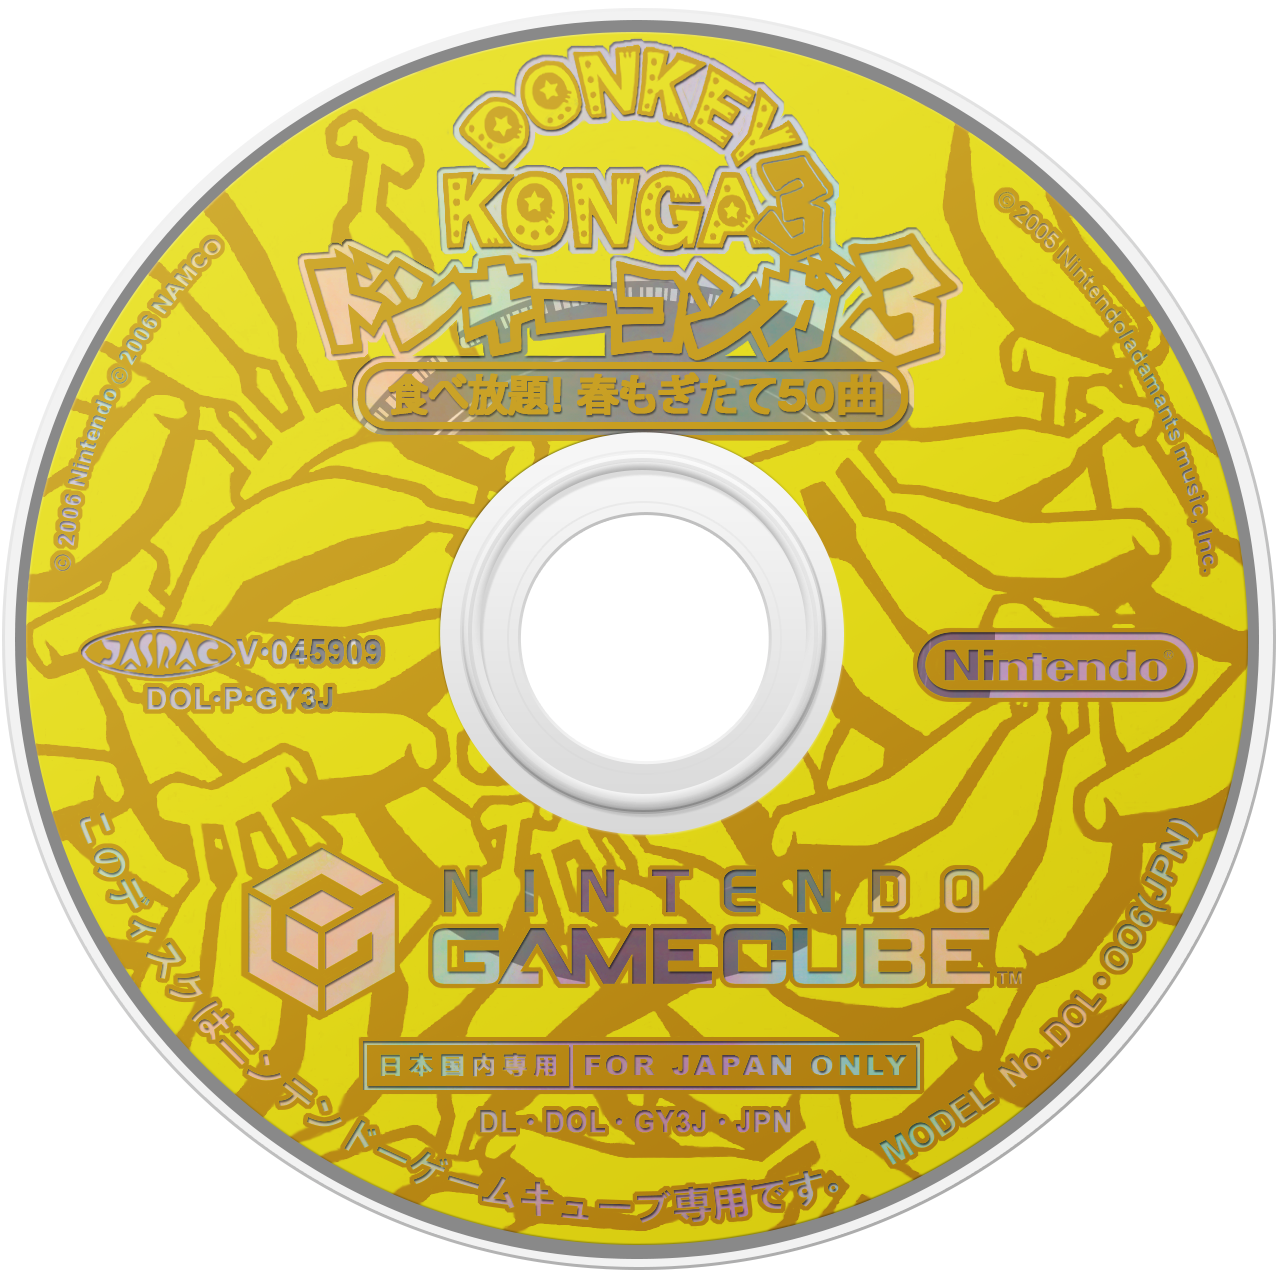 DONKEY
KONGA 3
ドンキーコンガ3
食べ放題! 春もぎたて50曲
© 2006 Nintendo © 2006 NAMCO
© 2005 Nintendo/adamants music, Inc.
JASRAC V・045909
DOL・P・GY3J
Nintendo®
NINTENDO
GAMECUBE™
日本国内専用 FOR JAPAN ONLY
DL・DOL・GY3J・JPN
このディスクはニンテンドーゲームキューブ専用です。
MODEL No. DOL・006(JPN)